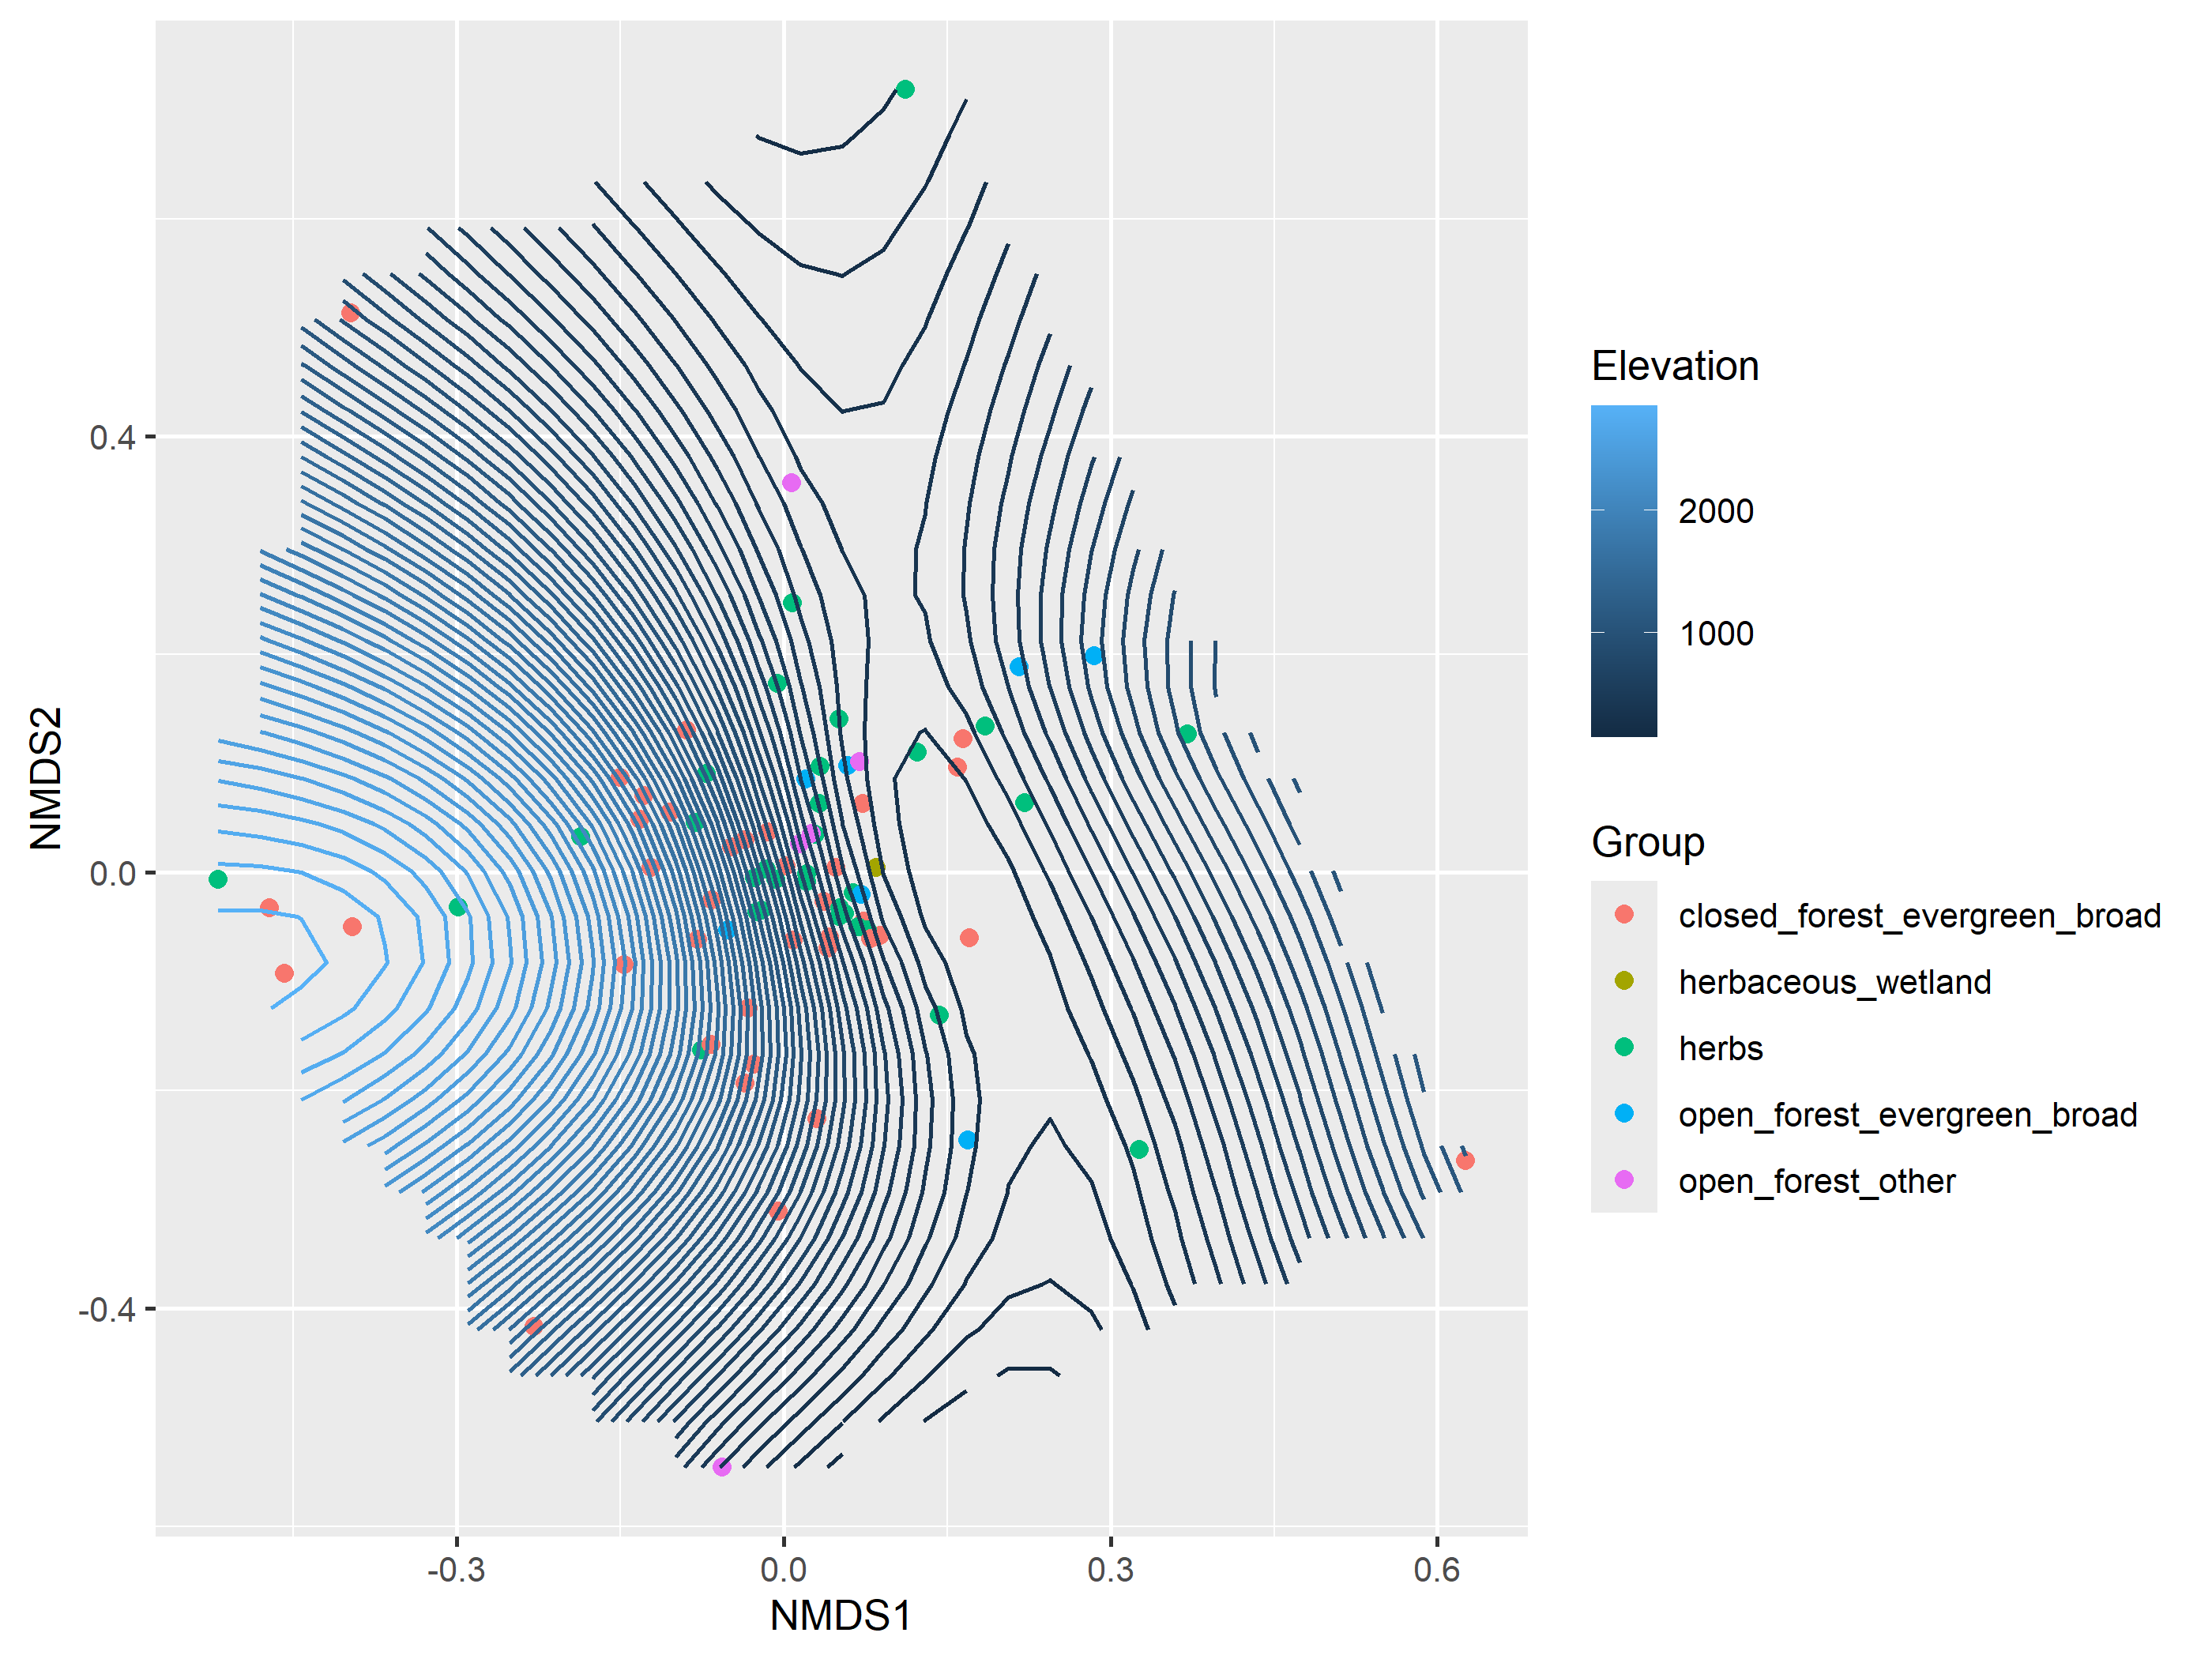 Elevation
2000
1000
Group
closed_forest_evergreen_broad
herbaceous_wetland
herbs
open_forest_evergreen_broad
open_forest_other
NMDS2
0.4
0.0
-0.4
-0.3
0.0
0.3
0.6
NMDS1